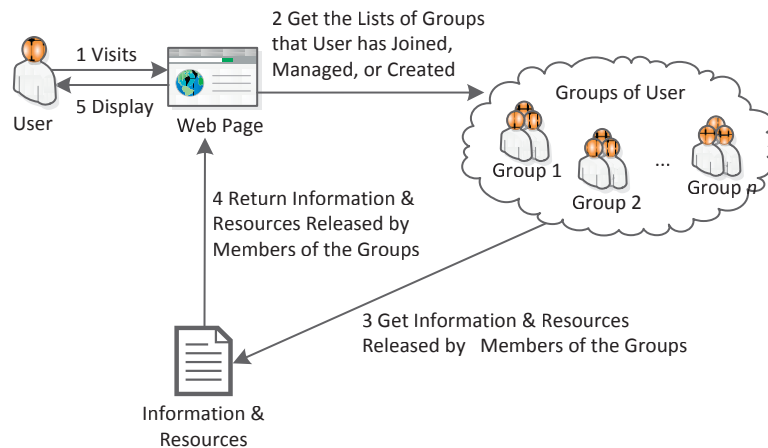 2 Get the Lists of Groups
that User has Joined,
Managed, or Created
1 Visits
5 Display
User
Web Page
Groups of User
Group 1
Group 2
...
Group n
4 Return Information &
Resources Released by
Members of the Groups
3 Get Information & Resources
Released by Members of the Groups
Information &
Resources